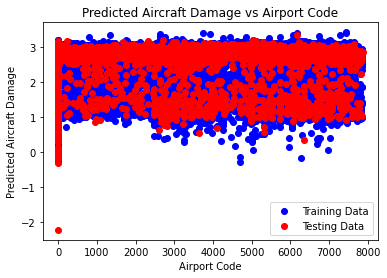 Predicted Aircraft Damage vs Airport Code
Predicted Aircraft Damage
3
2
1
0
−1
−2
Training Data
Testing Data
0 1000 2000 3000 4000 5000 6000 7000 8000
Airport Code